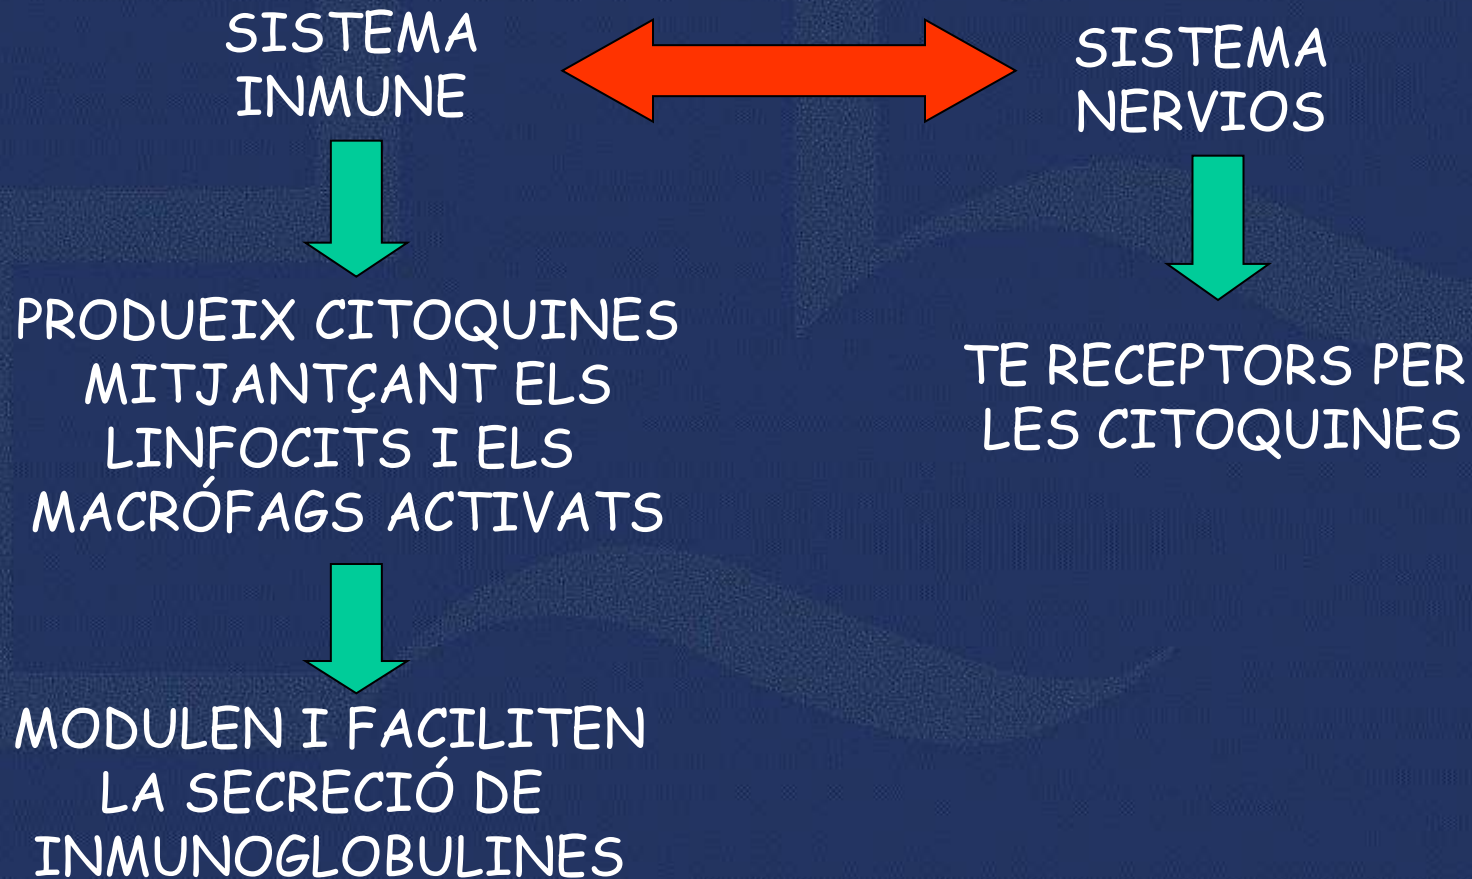 SISTEMA
INMUNE
SISTEMA
NERVIOS
PRODUEIX CITOQUINES
MITJANTÇANT ELS
LINFOCITS I ELS
MACRÓFAGS ACTIVATS
TE RECEPTORS PER
LES CITOQUINES
MODULEN I FACILITEN
LA SECRECIÓ DE
INMUNOGLOBULINES